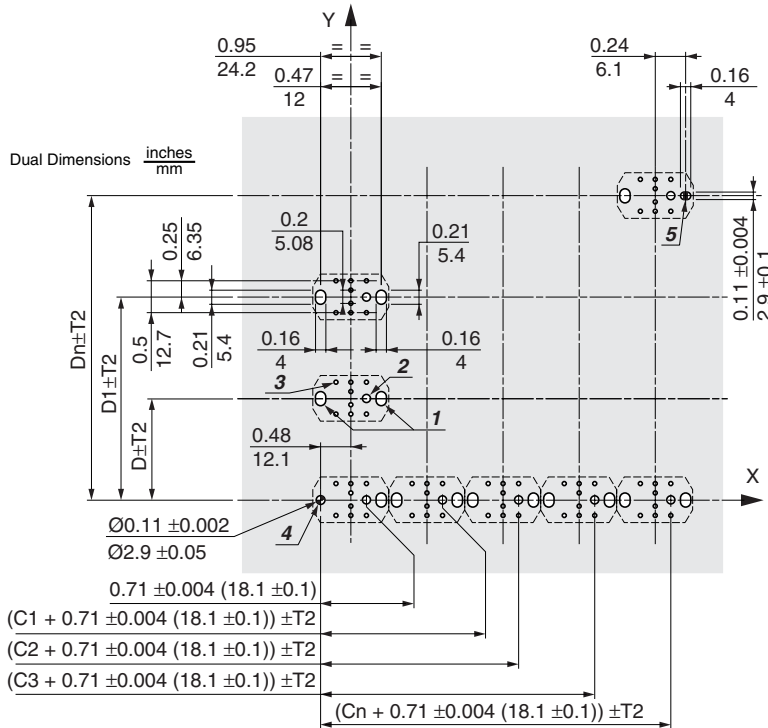 Y
0.95
24.2
= =
0.47
12
= =
0.24
6.1
0.16
4
Dual Dimensions inches
mm
0.25
6.35
0.2
5.08
0.21
5.4
5
0.11 ±0.004
2.9 ±0.1
0.5
12.7
0.21
5.4
Dn±T2
D1±T2
D±T2
0.16
4
0.16
4
3
2
1
0.48
12.1
X
Ø0.11 ±0.002
Ø2.9 ±0.05
4
0.71 ±0.004 (18.1 ±0.1)
(C1 + 0.71 ±0.004 (18.1 ±0.1)) ±T2
(C2 + 0.71 ±0.004 (18.1 ±0.1)) ±T2
(C3 + 0.71 ±0.004 (18.1 ±0.1)) ±T2
(Cn + 0.71 ±0.004 (18.1 ±0.1)) ±T2